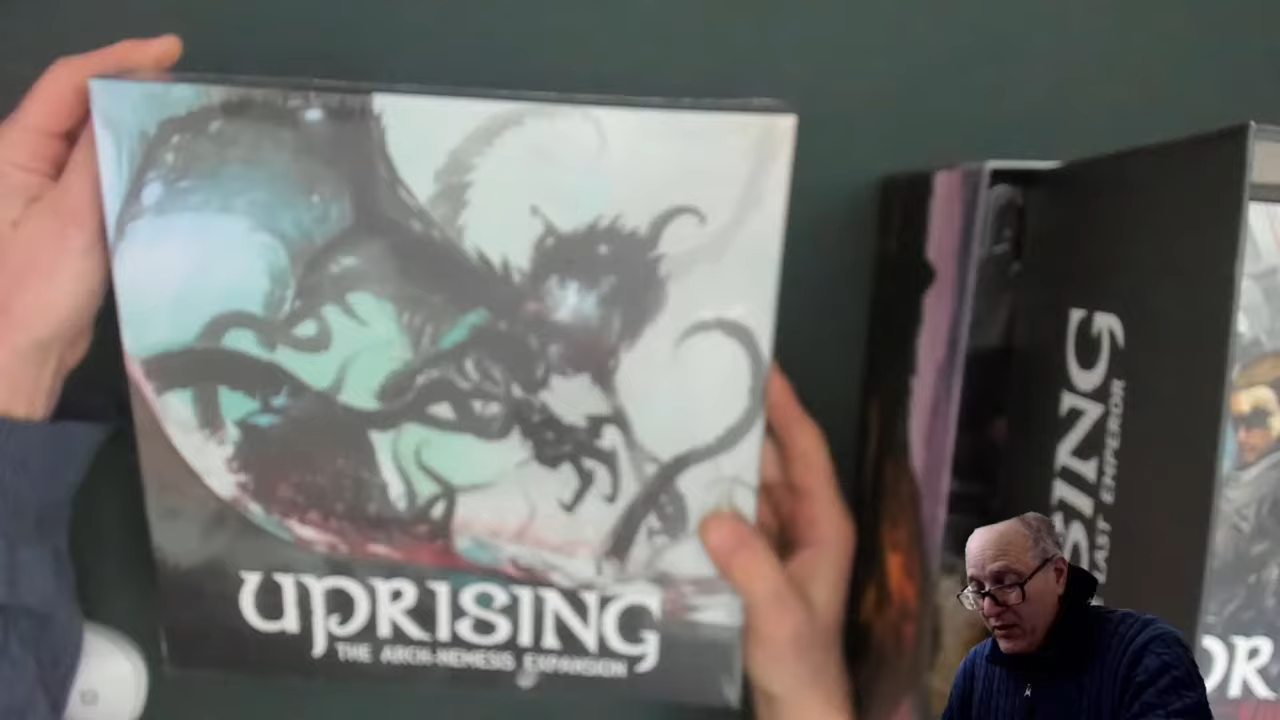 UPRISING
THE ARCH-NEMESIS EXPANSION
SING
LAST EMPEROR
OR